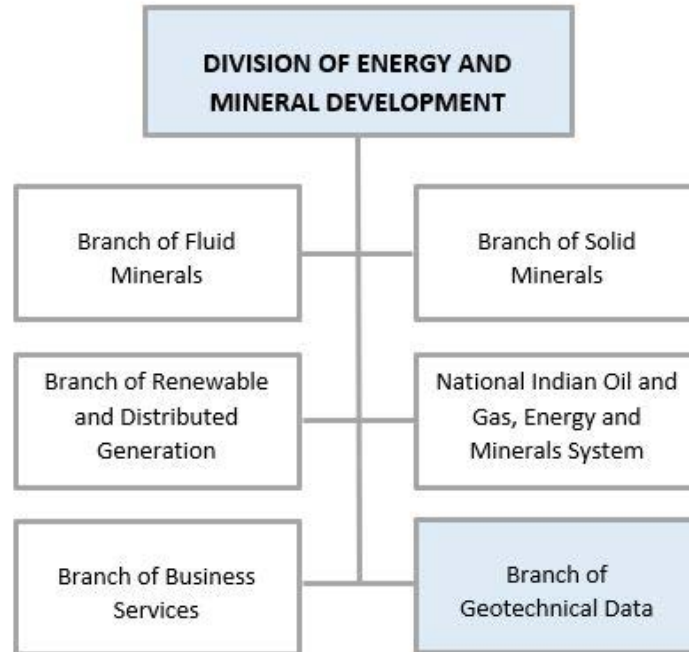 DIVISION OF ENERGY AND
MINERAL DEVELOPMENT
Branch of Fluid
Minerals
Branch of Solid
Minerals
Branch of Renewable
and Distributed
Generation
National Indian Oil and
Gas, Energy and
Minerals System
Branch of Business
Services
Branch of
Geotechnical Data